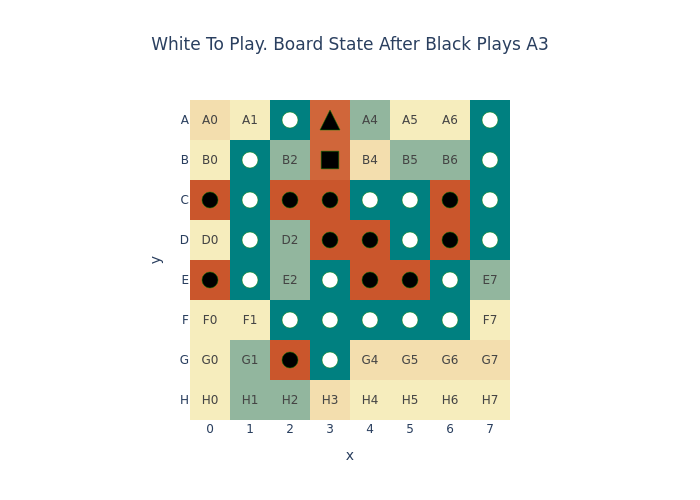 White To Play. Board State After Black Plays A3
A A0 A1 A4 A5 A6
B B0 B2 B4 B5 B6
C
D D0 D2
y
E E2 E7
F F0 F1 F7
G G0 G1 G4 G5 G6 G7
H H0 H1 H2 H3 H4 H5 H6 H7
0 1 2 3 4 5 6 7
x